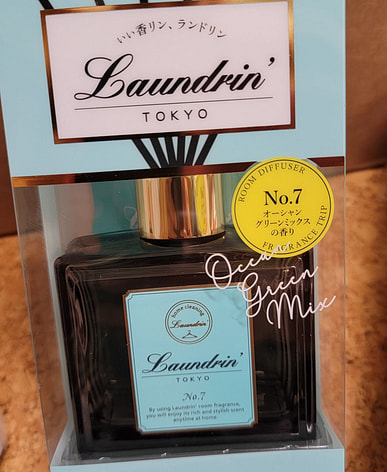 いい香リン、ランドリン
Laundrin'
TOKYO
ROOM DIFFUSER
No.7
オーシャン
グリーンミックス
の香り
FRAGRANCE TRIP
Ocean
Green
Mix
home cleaning
Laundrin'
Laundrin'
TOKYO
No.7
By using Laundrin' room fragrance,
you will enjoy its rich and stylish scent
anytime at home.